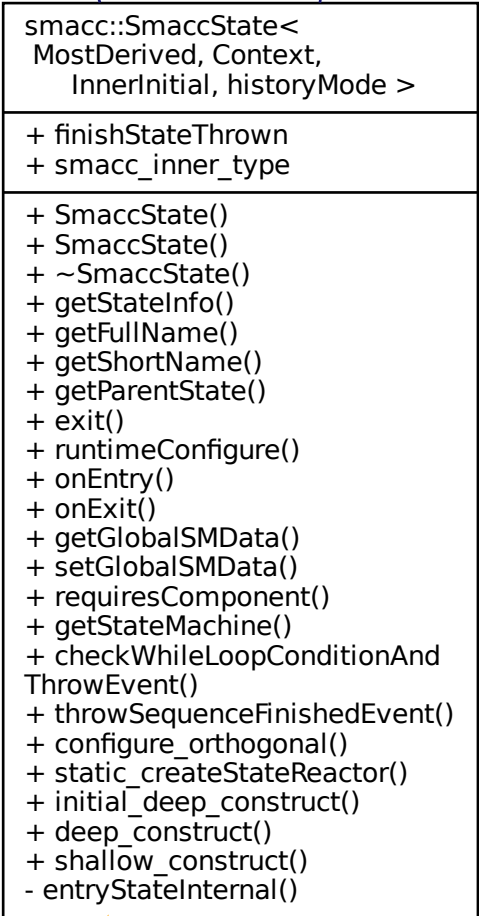 smacc::SmaccState<
MostDerived, Context,
InnerInitial, historyMode >
+ finishStateThrown
+ smacc_inner_type
+ SmaccState()
+ SmaccState()
+ ~SmaccState()
+ getStateInfo()
+ getFullName()
+ getShortName()
+ getParentState()
+ exit()
+ runtimeConfigure()
+ onEntry()
+ onExit()
+ getGlobalSMData()
+ setGlobalSMData()
+ requiresComponent()
+ getStateMachine()
+ checkWhileLoopConditionAnd
ThrowEvent()
+ throwSequenceFinishedEvent()
+ configure_orthogonal()
+ static_createStateReactor()
+ initial_deep_construct()
+ deep_construct()
+ shallow_construct()
- entryStateInternal()